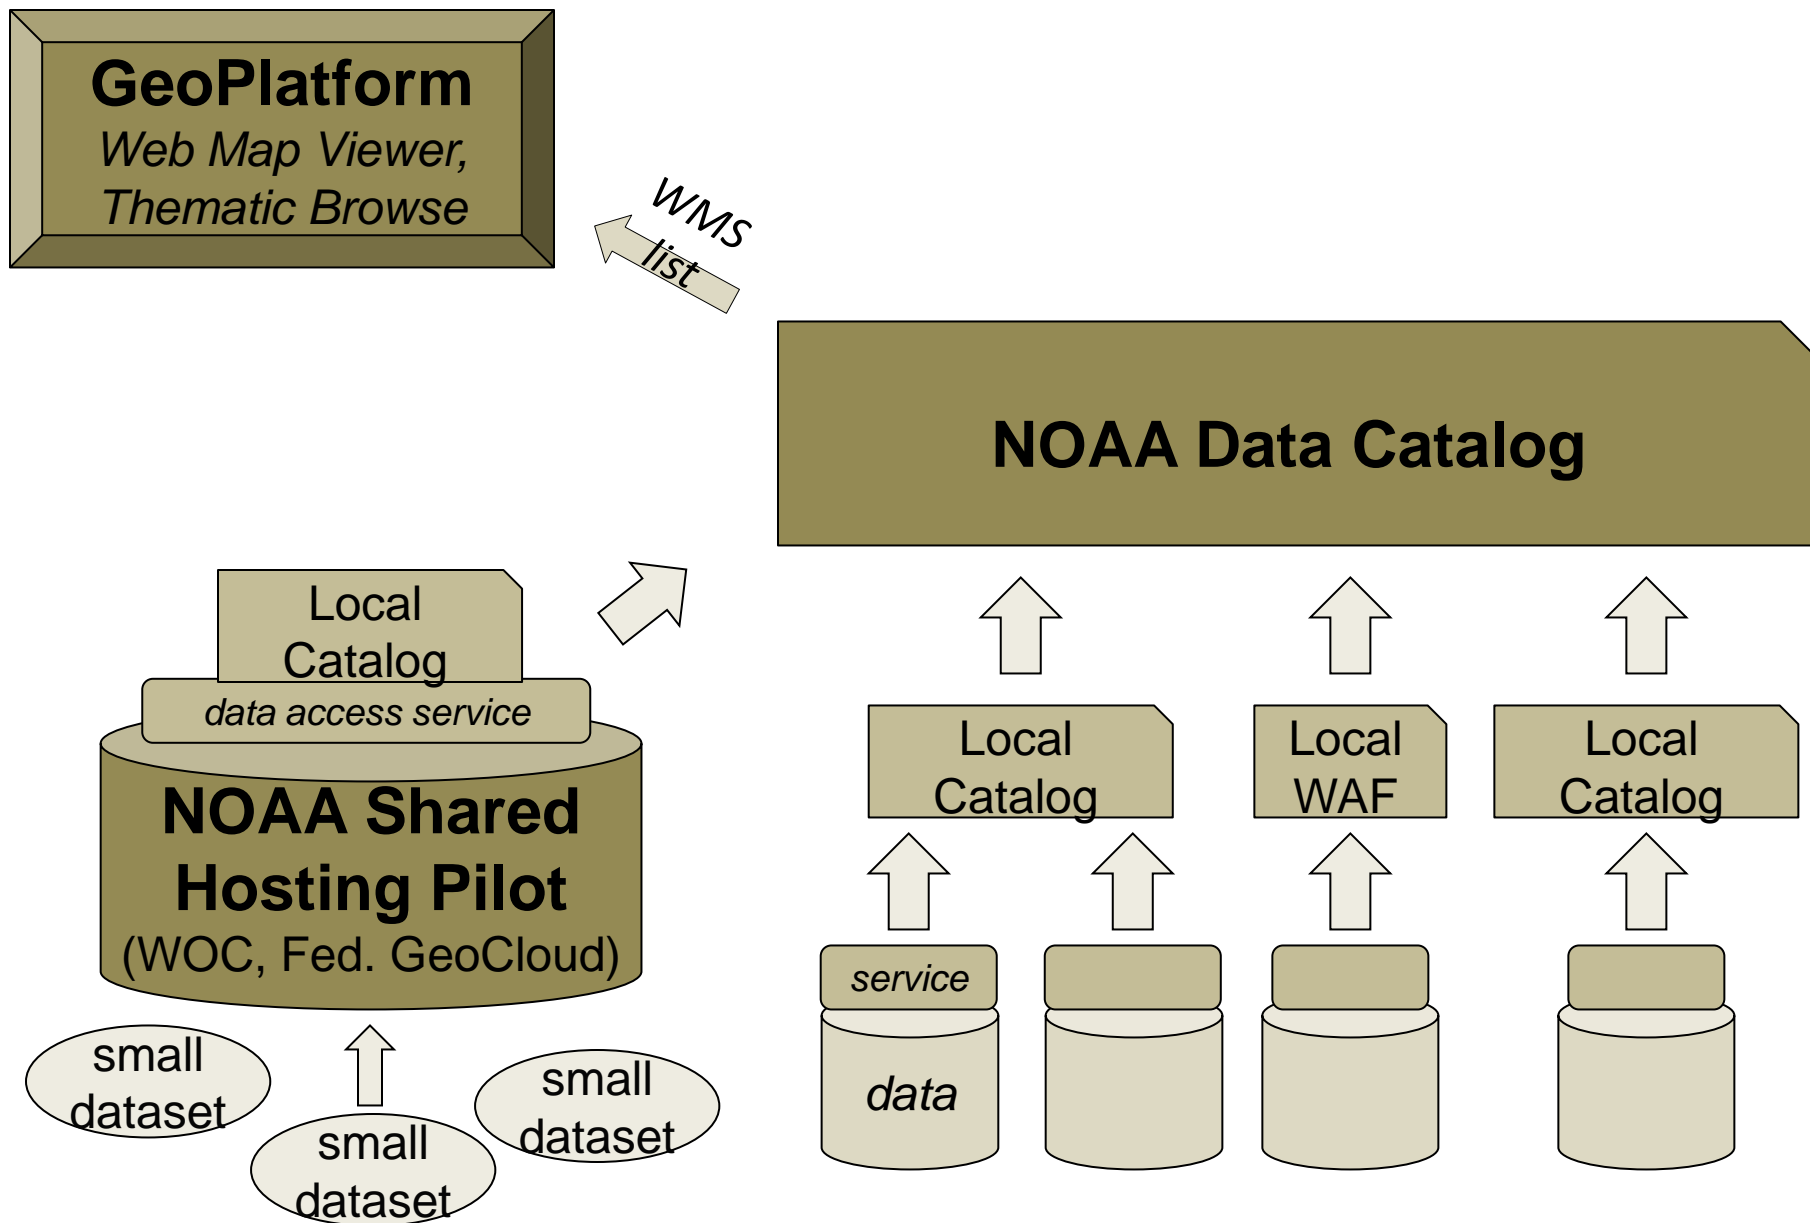 GeoPlatform
Web Map Viewer,
Thematic Browse
WMS
list
NOAA Data Catalog
Local
Catalog
data access service
NOAA Shared
Hosting Pilot
(WOC, Fed. GeoCloud)
small
dataset
small
dataset
small
dataset
Local
Catalog
Local
WAF
Local
Catalog
service
data